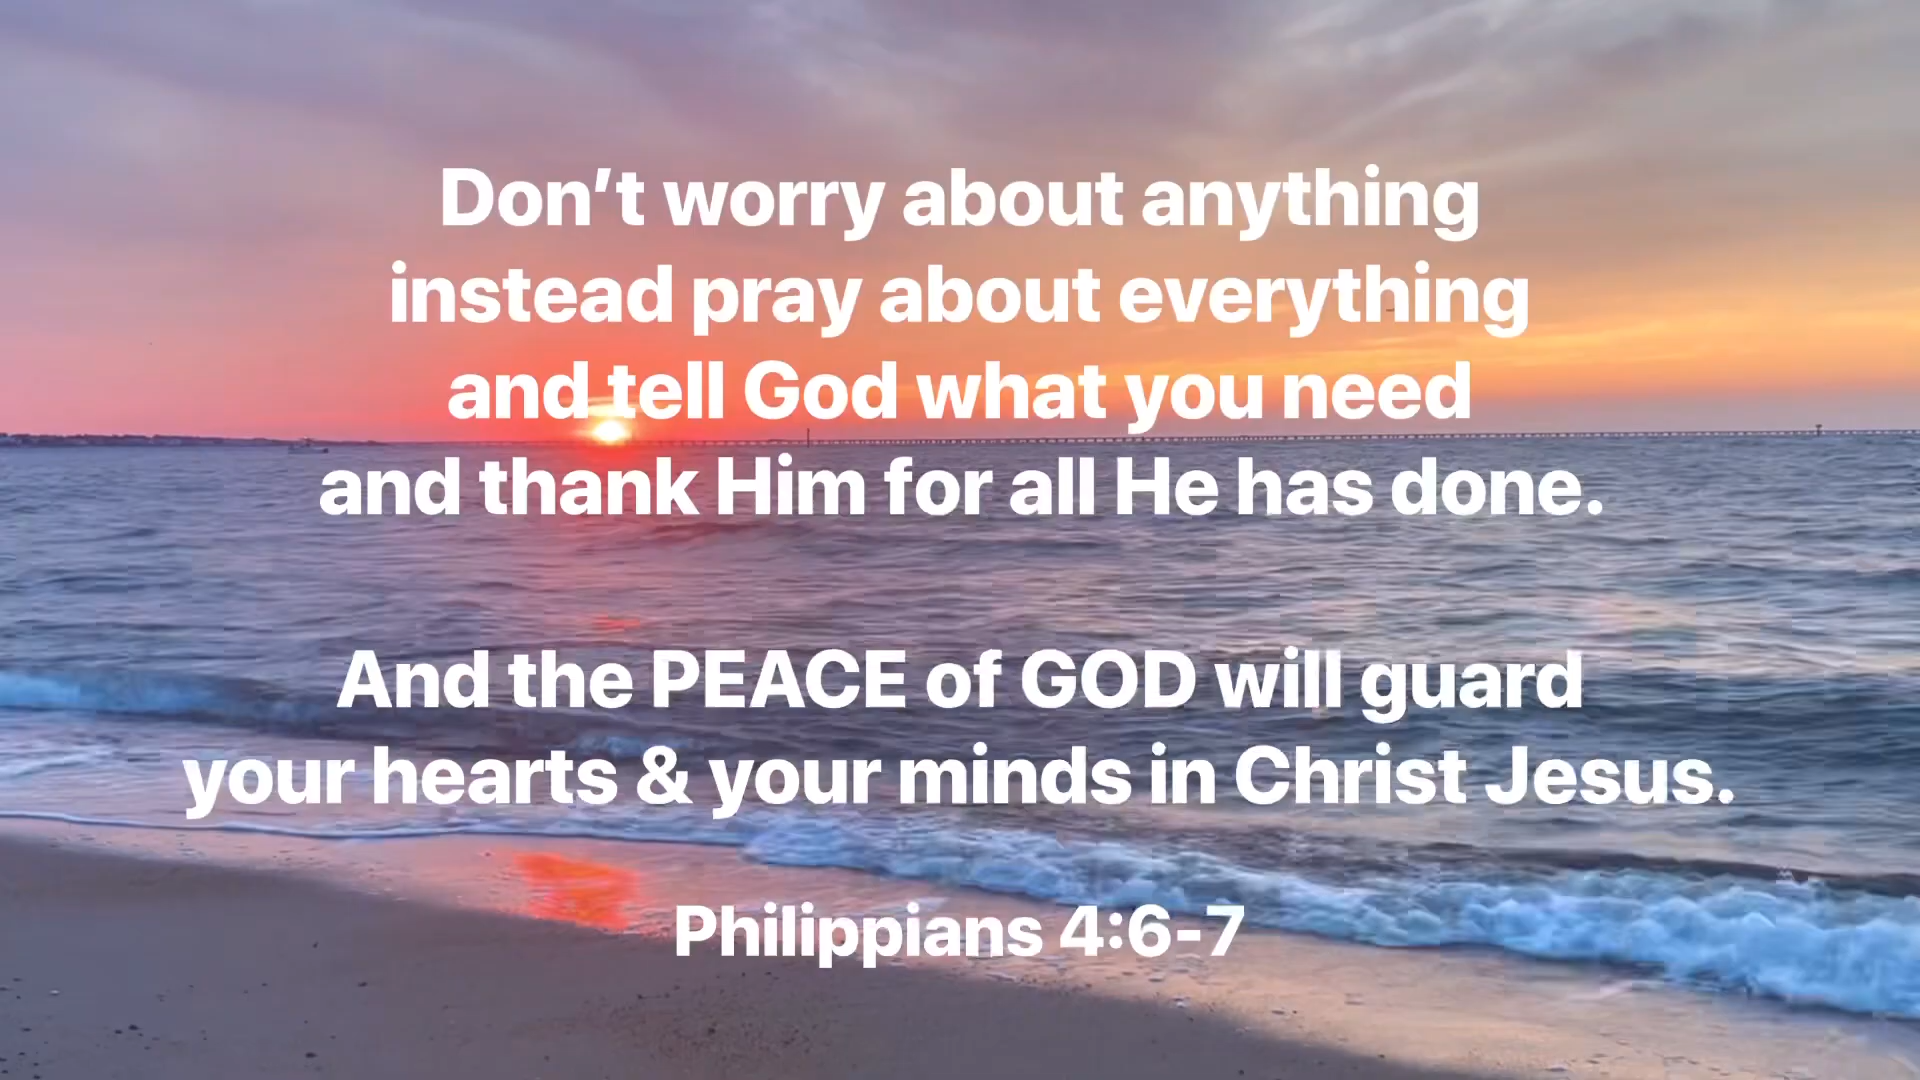 Don’t worry about anything
instead pray about everything
and tell God what you need
and thank Him for all He has done.
And the PEACE of GOD will guard
your hearts & your minds in Christ Jesus.
Philippians 4:6-7